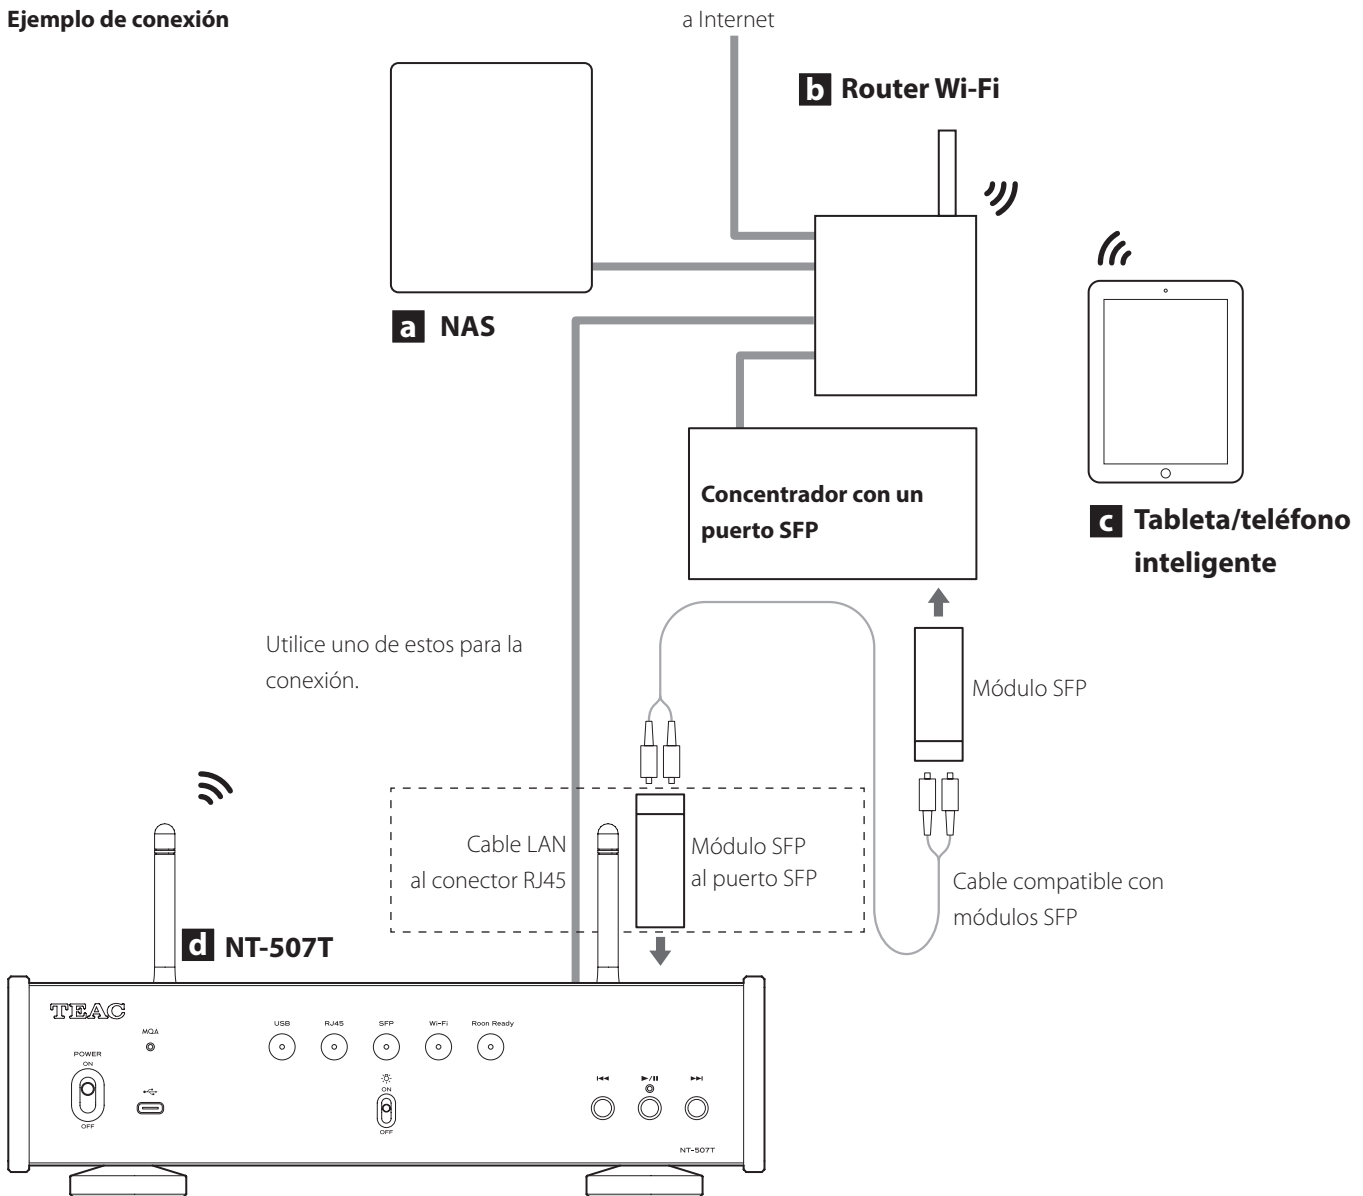 Ejemplo de conexión
a Internet
b Router Wi-Fi
a NAS
Concentrador con un
puerto SFP
c Tableta/teléfono
inteligente
Utilice uno de estos para la
conexión.
Módulo SFP
Cable LAN
al conector RJ45
Módulo SFP
al puerto SFP
Cable compatible con
módulos SFP
d NT-507T
TEAC
MQA
USB
RJ45
SFP
Wi-Fi
Roon Ready
POWER
ON
OFF
ON
OFF
NT-507T